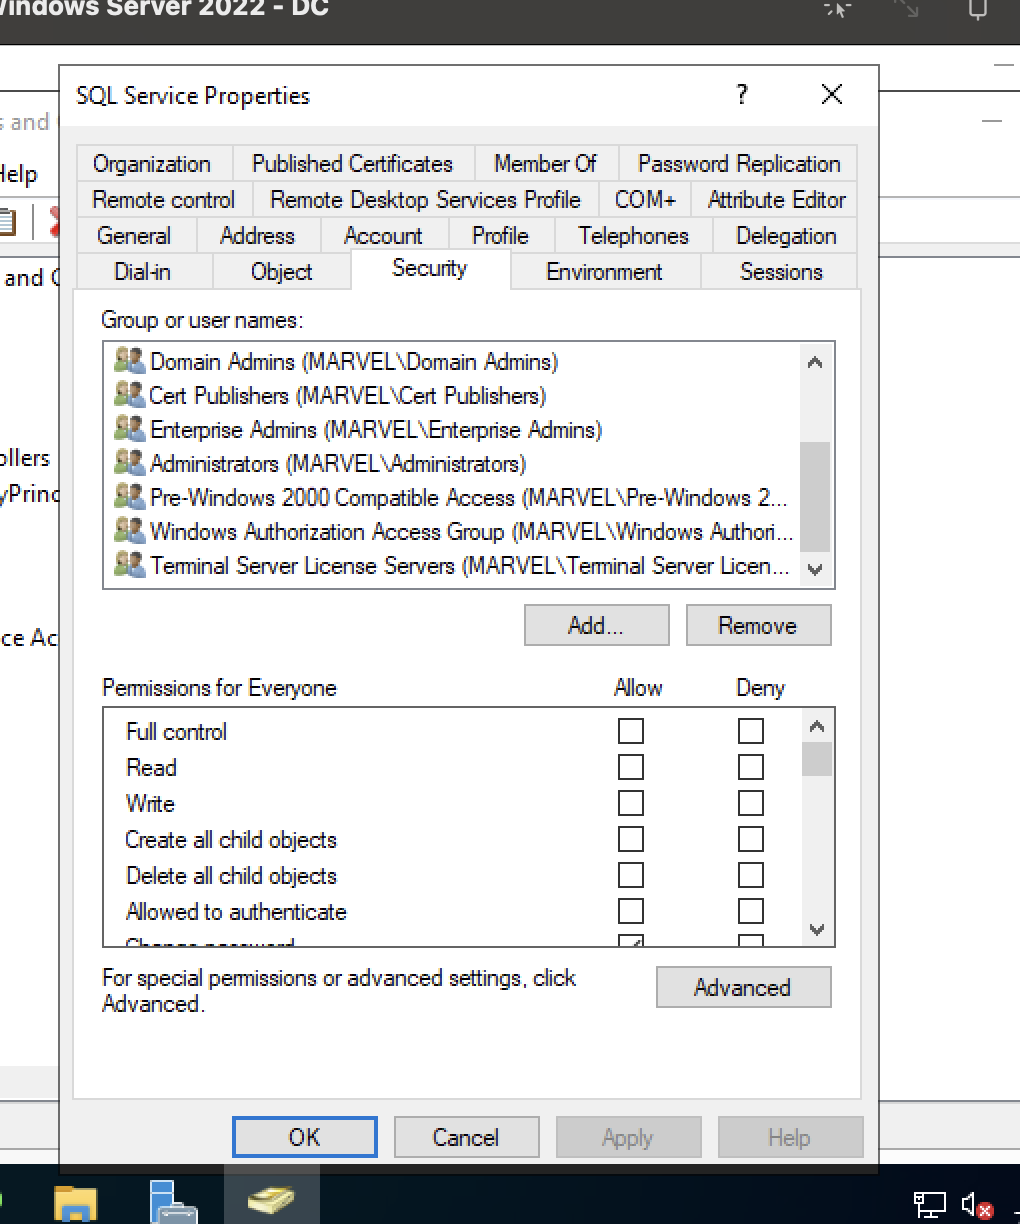 Windows Server 2022 - DC
SQL Service Properties ?
s and
Help
Organization Published Certificates Member Of Password Replication
Remote control Remote Desktop Services Profile COM+ Attribute Editor
General Address Account Profile Telephones Delegation
Dial-in Object Security Environment Sessions
and C
Group or user names:
Domain Admins (MARVEL\Domain Admins)
Cert Publishers (MARVEL\Cert Publishers)
Enterprise Admins (MARVEL\Enterprise Admins)
ollers
Administrators (MARVEL\Administrators)
yPrinc
Pre-Windows 2000 Compatible Access (MARVEL\Pre-Windows 2...
Windows Authorization Access Group (MARVEL\Windows Authori...
Terminal Server License Servers (MARVEL\Terminal Server Licen...
Add... Remove
ce Ac
Permissions for Everyone Allow Deny
Full control
Read
Write
Create all child objects
Delete all child objects
Allowed to authenticate
Change password
For special permissions or advanced settings, click
Advanced.
Advanced
OK Cancel Apply Help